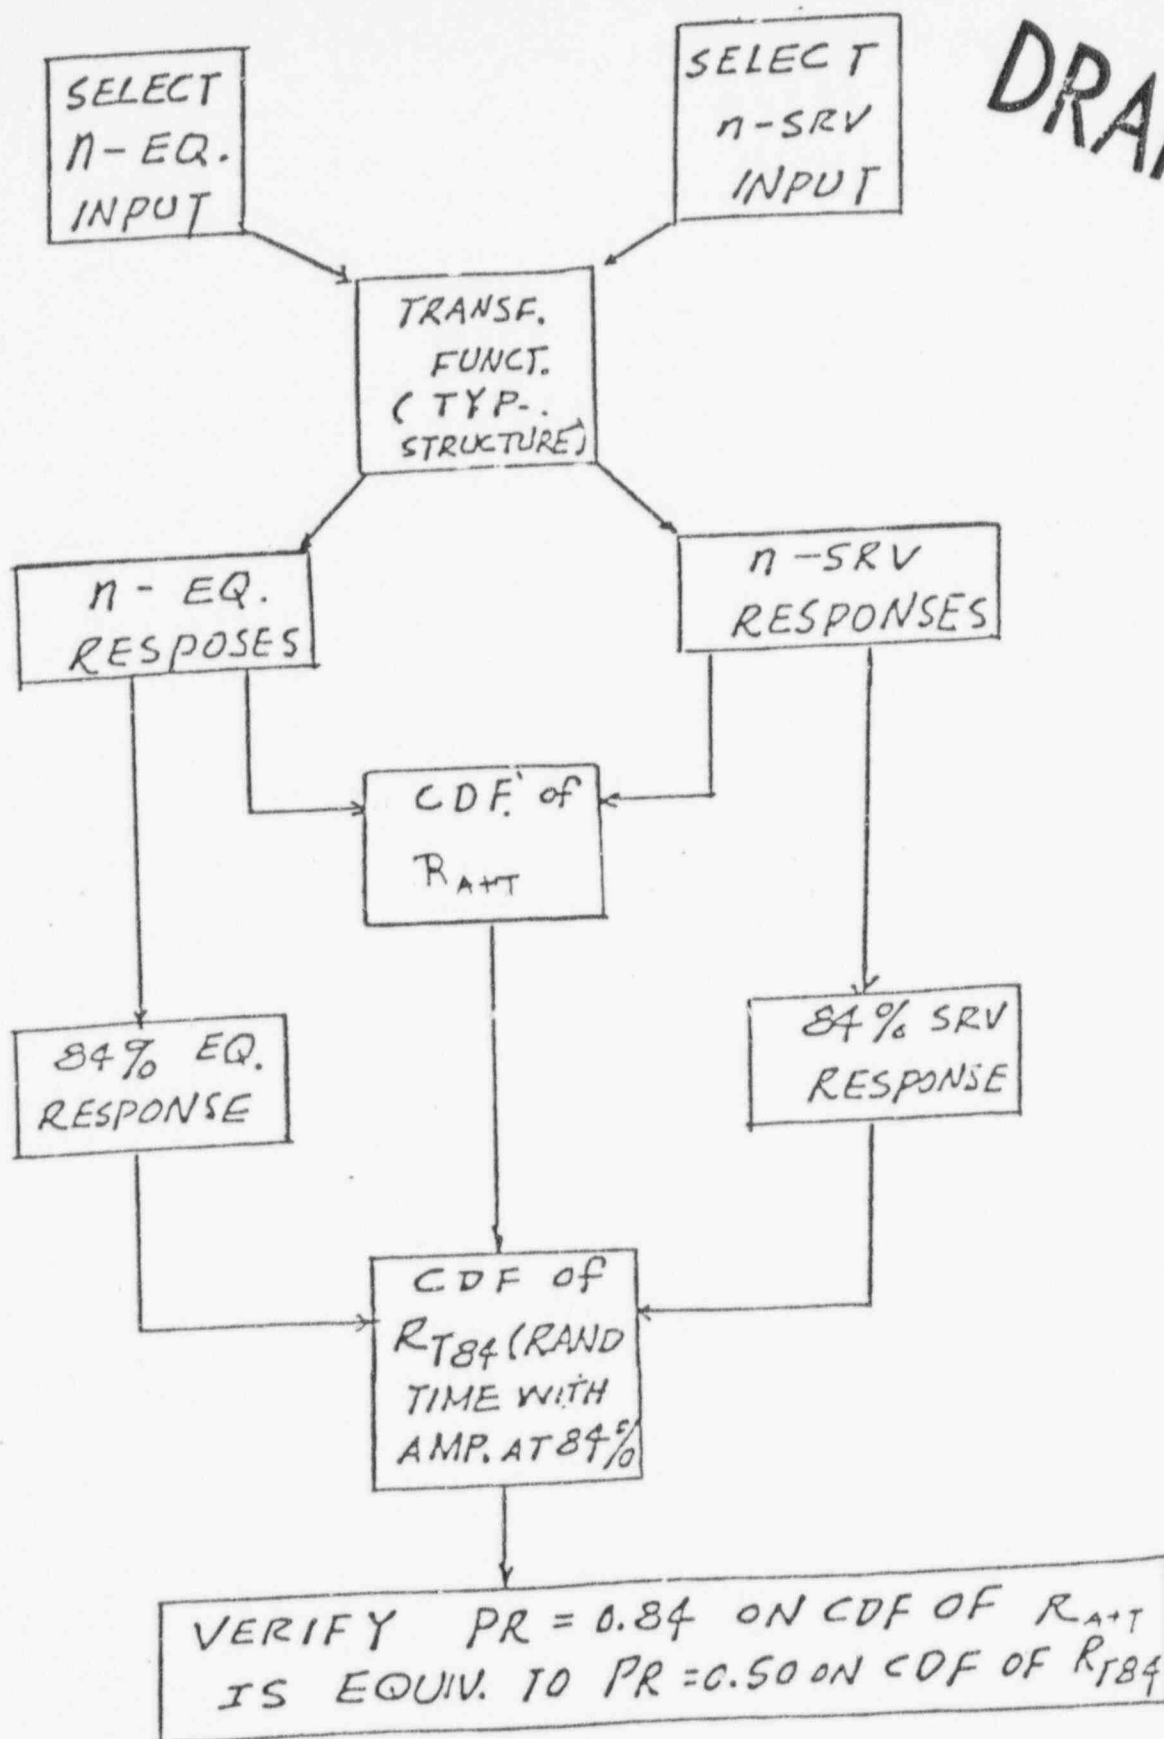 SELECT
n-EQ.
INPUT
SELECT
n-SRV
INPUT
DRA
TRANSF.
FUNCT.
(TYP-.
STRUCTURE)
n - EQ.
RESPOSES
n -SRV
RESPONSES
CDF. of
R A+T
84% EQ.
RESPONSE
84% SRV
RESPONSE
CDF of
RT84 (RAND
TIME WITH
AMP. AT 84%
VERIFY PR = 0.84 ON CDF OF R A+T
IS EQUIV. TO PR = 0.50 ON CDF OF RT84